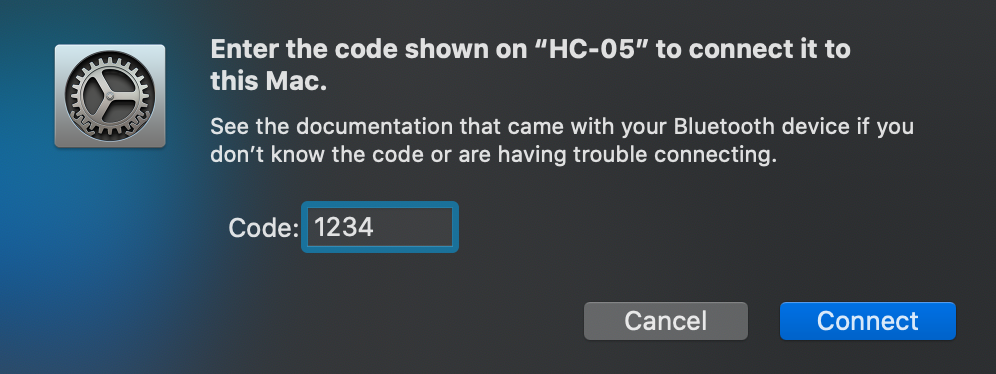 Enter the code shown on “HC-05” to connect it to
this Mac.
See the documentation that came with your Bluetooth device if you
don’t know the code or are having trouble connecting.
Code: 1234
Cancel Connect